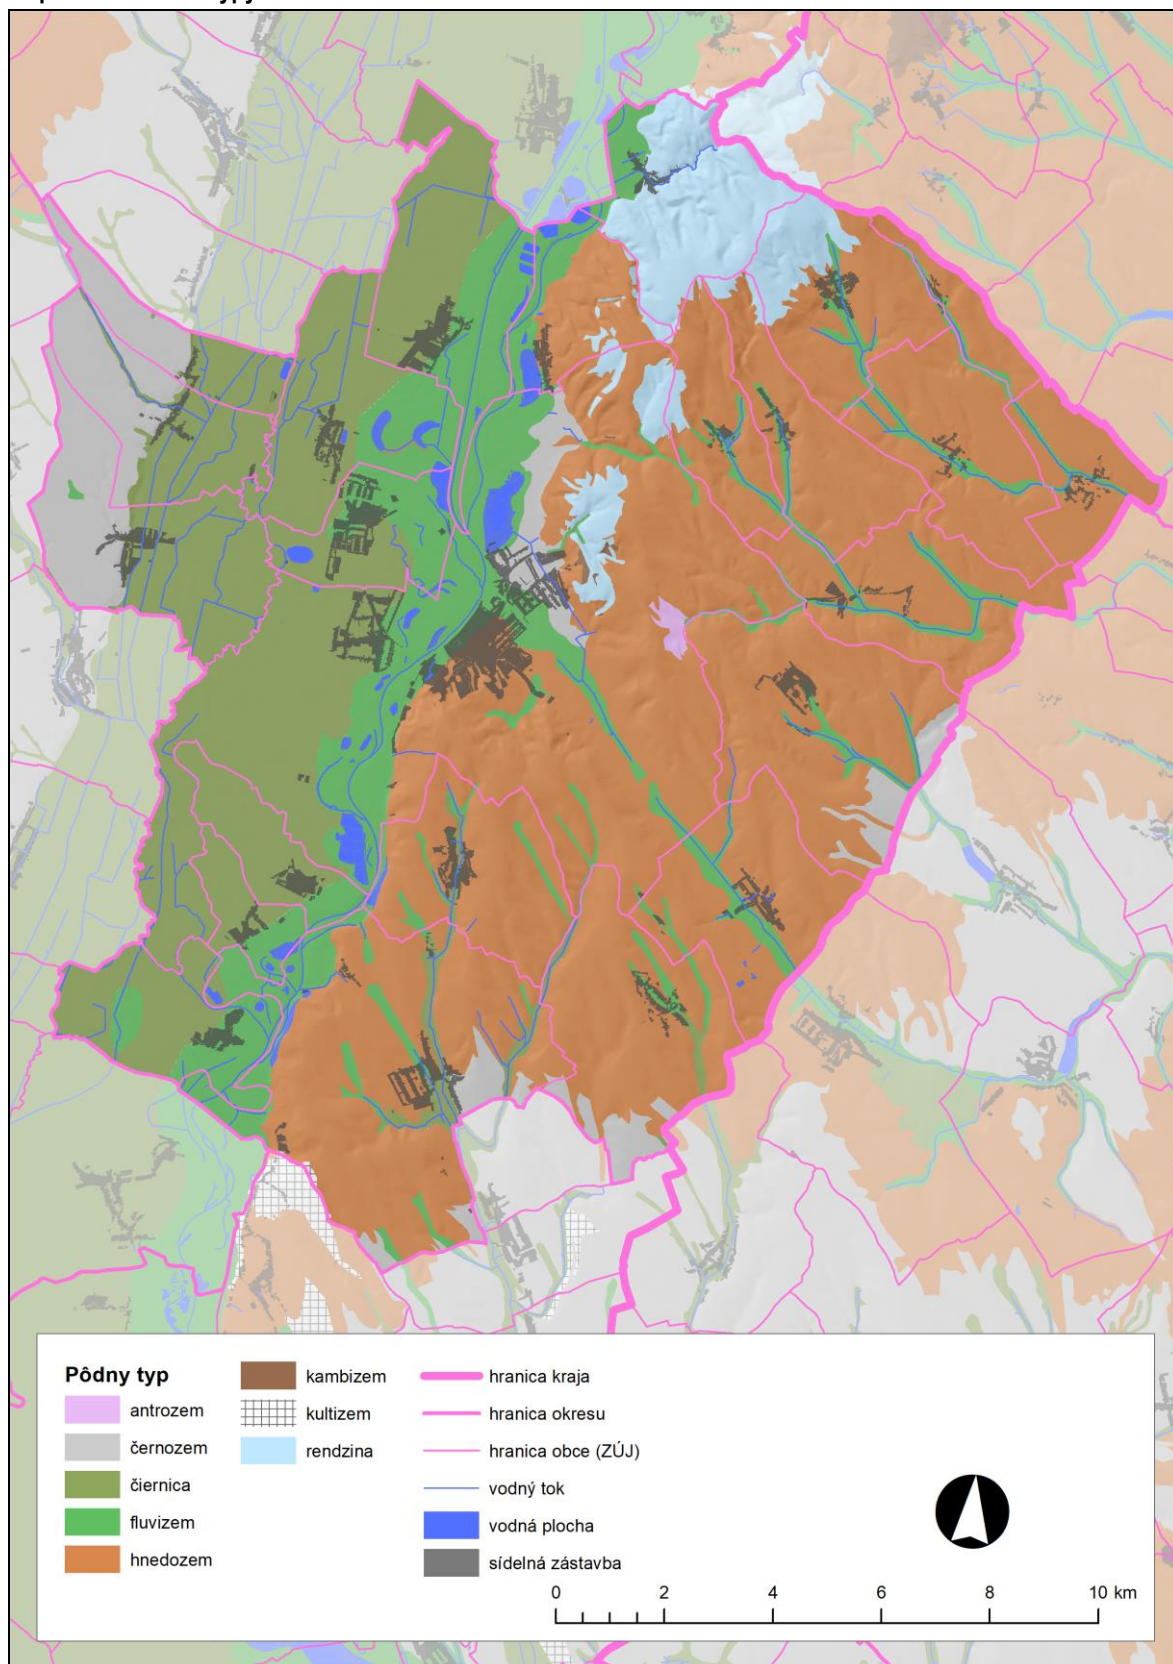 Pôdny typ
antrozem
černozem
čiernica
fluvizem
hnedozem
kambizem
kultizem
rendzina
hranica kraja
hranica okresu
hranica obce (ZÚJ)
vodný tok
vodná plocha
sídelná zástavba
0 2 4 6 8 10 km